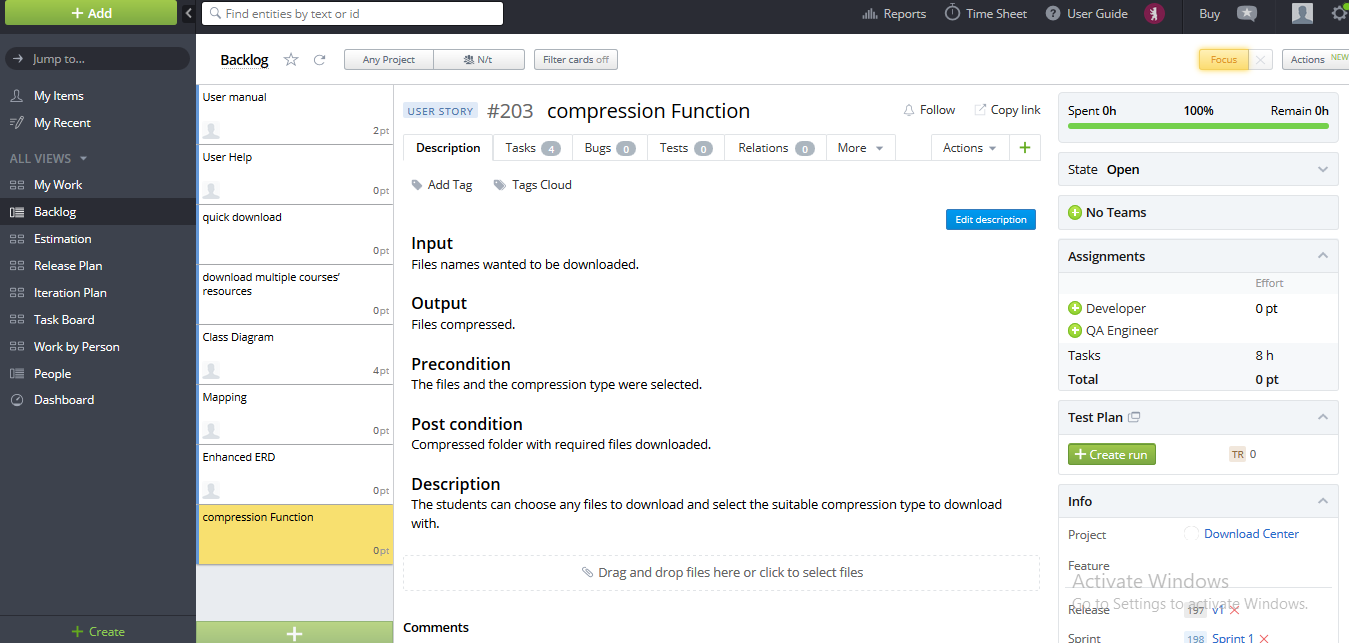 + Add
Find entities by text or id
Reports
Time Sheet
User Guide
Buy
Jump to...
Backlog
Any Project
N/t
Filter cards off
Focus
Actions NEW
My Items
My Recent
ALL VIEWS
My Work
Backlog
Estimation
Release Plan
Iteration Plan
Task Board
Work by Person
People
Dashboard
+ Create
User manual
2pt
User Help
0pt
quick download
0pt
download multiple courses'
resources
0pt
Class Diagram
4pt
Mapping
0pt
Enhanced ERD
0pt
compression Function
0pt
+
USER STORY #203 compression Function
Follow
Copy link
Description
Tasks 4
Bugs 0
Tests 0
Relations 0
More
Actions
+
Add Tag
Tags Cloud
Edit description
Input
Files names wanted to be downloaded.
Output
Files compressed.
Precondition
The files and the compression type were selected.
Post condition
Compressed folder with required files downloaded.
Description
The students can choose any files to download and select the suitable compression type to download
with.
Drag and drop files here or click to select files
Comments
Spent 0h 100% Remain 0h
State Open
No Teams
Assignments
Effort
Developer 0 pt
QA Engineer
Tasks 8 h
Total 0 pt
Test Plan
+ Create run
TR 0
Info
Project Download Center
Feature
Activate Windows
Go to Settings to activate Windows.
Release 197 v1
Sprint 198 Sprint 1